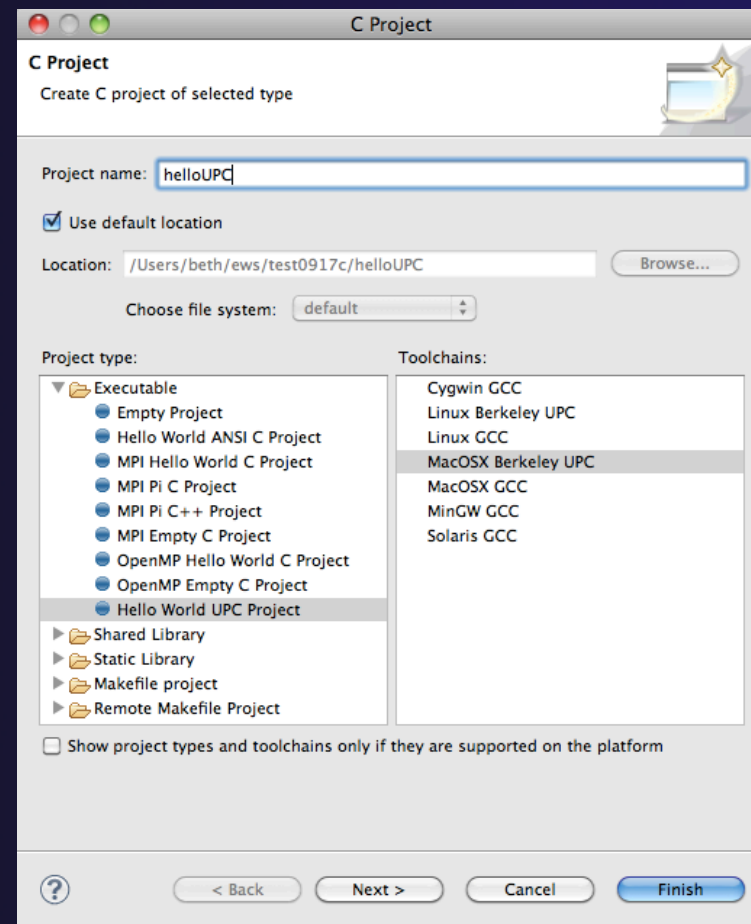 C Project
C Project
Create C project of selected type
Project name: helloUPC
Use default location
Location: /Users/beth/ews/test0917c/helloUPC Browse...
Choose file system: default
Project type:
Executable
Empty Project
Hello World ANSI C Project
MPI Hello World C Project
MPI Pi C Project
MPI Pi C++ Project
MPI Empty C Project
OpenMP Hello World C Project
OpenMP Empty C Project
Hello World UPC Project
Shared Library
Static Library
Makefile project
Remote Makefile Project
Toolchains:
Cygwin GCC
Linux Berkeley UPC
Linux GCC
MacOSX Berkeley UPC
MacOSX GCC
MinGW GCC
Solaris GCC
Show project types and toolchains only if they are supported on the platform
? < Back Next > Cancel Finish